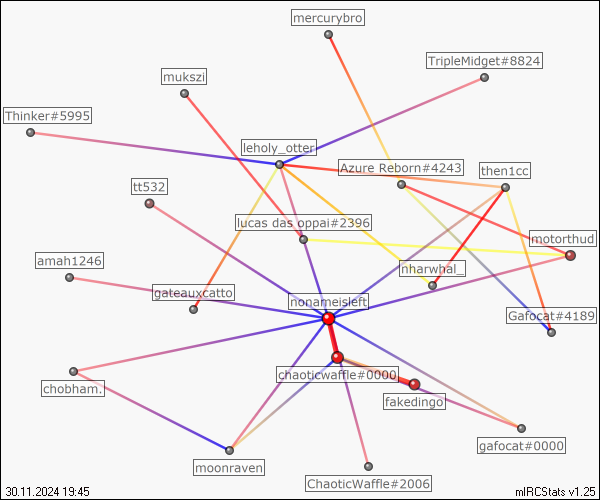 mercurybro
TripleMidget#8824
mukszi
Thinker#5995
leholy_otter
Azure Reborn#4243
then1cc
tt532
lucas das oppai#2396
motorthud
amah1246
nharwhal_
gateauxcatto
nonameisleft
Gafocat#4189
chaoticwaffle#0000
chobham.
fakedingo
gafocat#0000
moonraven
ChaoticWaffle#2006
30.11.2024 19:45
mIRCStats v1.25